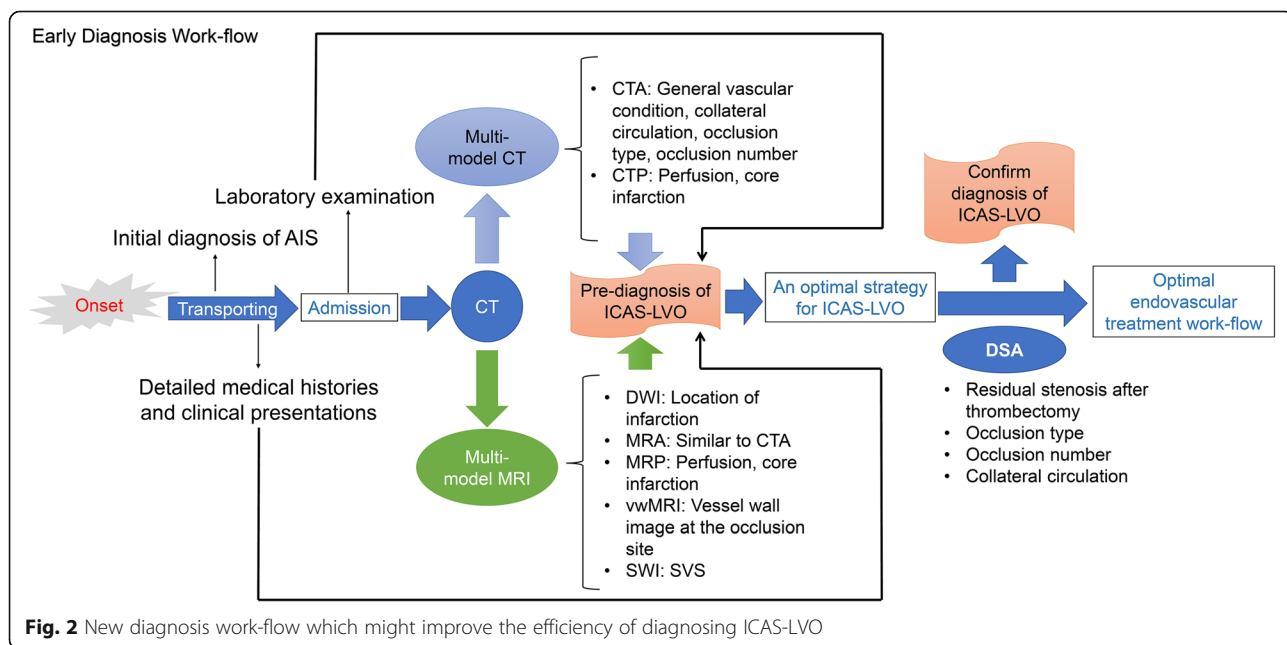 Early Diagnosis Work-flow
Onset
Transporting
Initial diagnosis of AIS
Detailed medical histories
and clinical presentations
Admission
Laboratory examination
CT
Multi-
model CT
• CTA: General vascular
condition, collateral
circulation, occlusion
type, occlusion number
• CTP: Perfusion, core
infarction
Multi-
model MRI
• DWI: Location of
infarction
• MRA: Similar to CTA
• MRP: Perfusion, core
infarction
• vwMRI: Vessel wall
image at the occlusion
site
• SWI: SVS
Pre-diagnosis of
ICAS-LVO
An optimal strategy
for ICAS-LVO
Confirm
diagnosis of
ICAS-LVO
DSA
• Residual stenosis after
thrombectomy
• Occlusion type
• Occlusion number
• Collateral circulation
Optimal
endovascular
treatment work-flow
Fig. 2 New diagnosis work-flow which might improve the efficiency of diagnosing ICAS-LVO